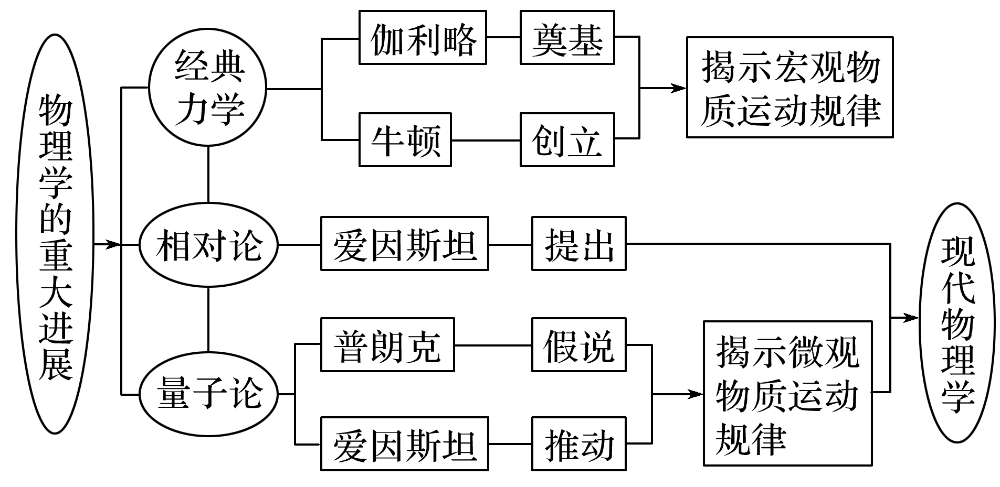 物理学的重大进展
经典
力学
伽利略
奠基
牛顿
创立
揭示宏观物
质运动规律
相对论
爱因斯坦
提出
量子论
普朗克
假说
爱因斯坦
推动
揭示微观
物质运动
规律
现代物理学